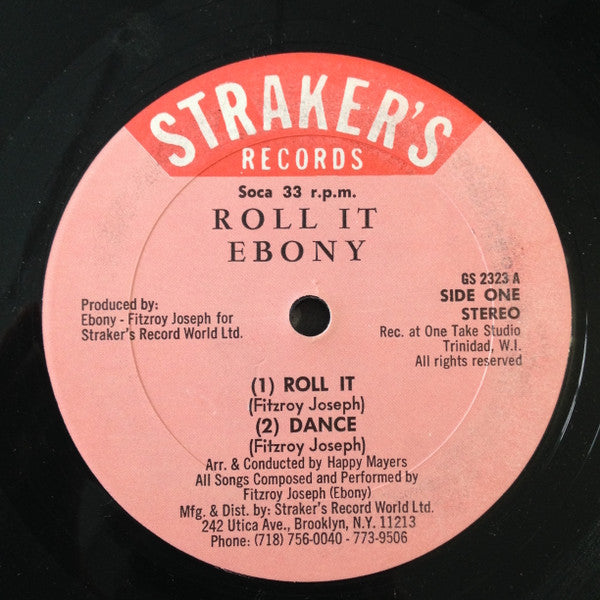 STRAKER'S
RECORDS
Soca 33 r.p.m.
ROLL IT
EBONY
GS 2323 A
SIDE ONE
STEREO
Rec. at One Take Studio
Trinidad, W.I.
All rights reserved
Produced by:
Ebony - Fitzroy Joseph for
Straker's Record World Ltd.
(1) ROLL IT
(Fitzroy Joseph)
(2) DANCE
(Fitzroy Joseph)
Arr. & Conducted by Happy Mayers
All Songs Composed and Performed by
Fitzroy Joseph (Ebony)
Mfg. & Dist. by: Straker's Record World Ltd.
242 Utica Ave., Brooklyn, N.Y. 11213
Phone: (718) 756-0040 - 773-9506